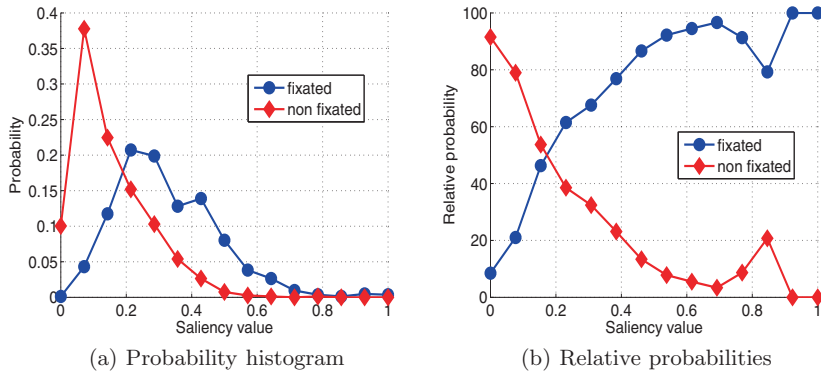 0.4
0.35
0.3
0.25
0.2
0.15
0.1
0.05
0
Probability
fixated
non fixated
0 0.2 0.4 0.6 0.8 1
Saliency value
(a) Probability histogram
100
80
60
40
20
0
Relative probability
fixated
non fixated
0 0.2 0.4 0.6 0.8 1
Saliency value
(b) Relative probabilities